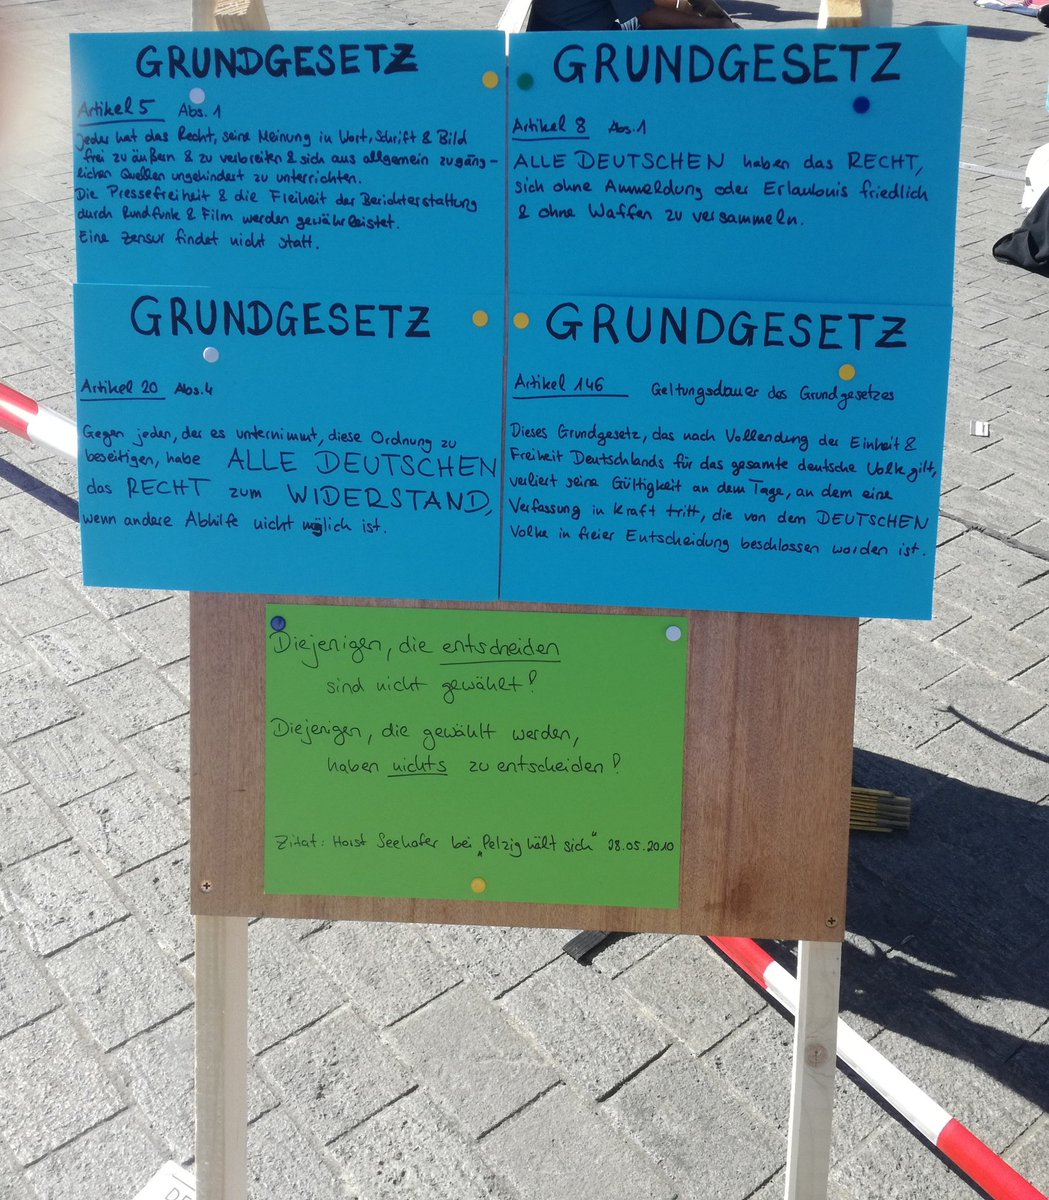 GRUNDGESETZ
Artikel 5 Abs. 1
Jeder hat das Recht, seine Meinung in Wort, Schrift & Bild
frei zu äußern & zu verbreiten & sich aus allgemein zugäng-
lichen Quellen ungehindert zu unterrichten.
Die Pressefreiheit & die Freiheit der Berichterstattung
durch Rundfunk & Film werden gewährleistet.
Eine Zensur findet nicht statt.
GRUNDGESETZ
Artikel 8 Abs. 1
ALLE DEUTSCHEN haben das RECHT,
sich ohne Anmeldung oder Erlaubnis friedlich
& ohne Waffen zu versammeln.
GRUNDGESETZ
Artikel 20 Abs. 4
Gegen jeden, der es unternimmt, diese Ordnung zu
beseitigen, habe ALLE DEUTSCHEN
das RECHT zum WIDERSTAND,
wenn andere Abhilfe nicht möglich ist.
GRUNDGESETZ
Artikel 146 Geltungsdauer des Grundgesetzes
Dieses Grundgesetz, das nach Vollendung der Einheit &
Freiheit Deutschlands für das gesamte deutsche Volk gilt,
verliert seine Gültigkeit an dem Tage, an dem eine
Verfassung in Kraft tritt, die von dem DEUTSCHEN
Volke in freier Entscheidung beschlossen worden ist.
Diejenigen, die entscheiden
sind nicht gewählt!
Diejenigen, die gewählt werden,
haben nichts zu entscheiden!
Zitat: Horst Seehofer bei „Pelzig hält sich“ 28.05.2010